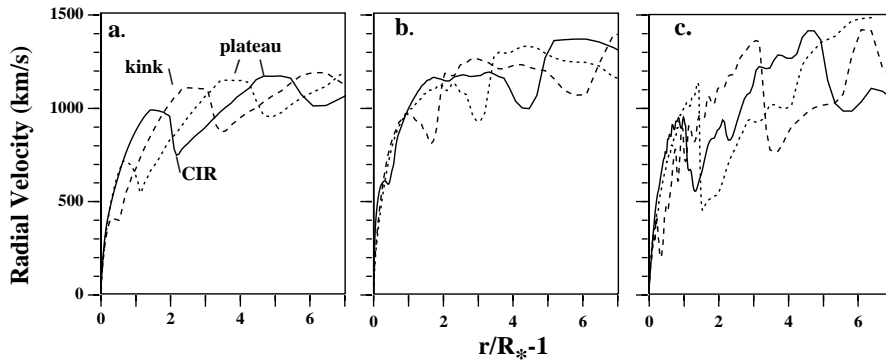 1500
1000
500
0
Radial Velocity (km/s)
a.
kink
plateau
CIR
b.
c.
0 2 4 6
0 2 4 6
0 2 4 6
r/R*-1